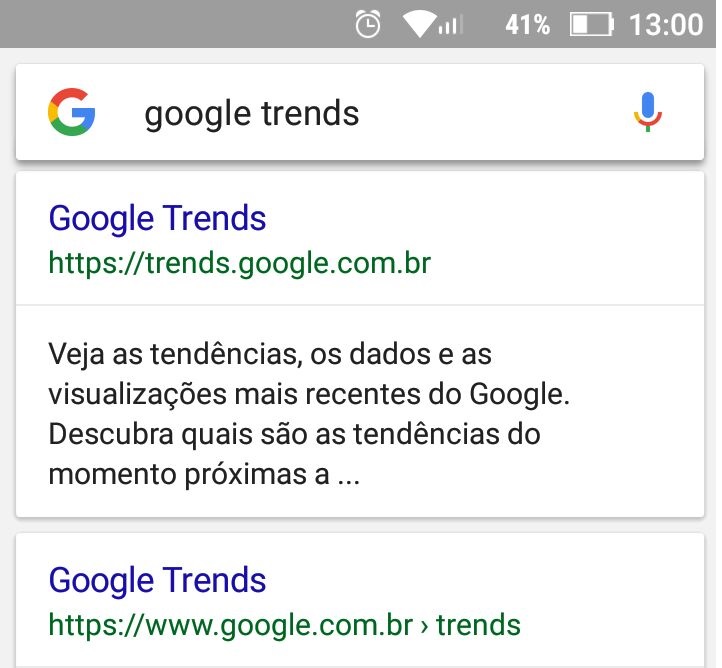 41% 13:00
google trends
Google Trends
https://trends.google.com.br
Veja as tendências, os dados e as
visualizações mais recentes do Google.
Descubra quais são as tendências do
momento próximas a ...
Google Trends
https://www.google.com.br › trends